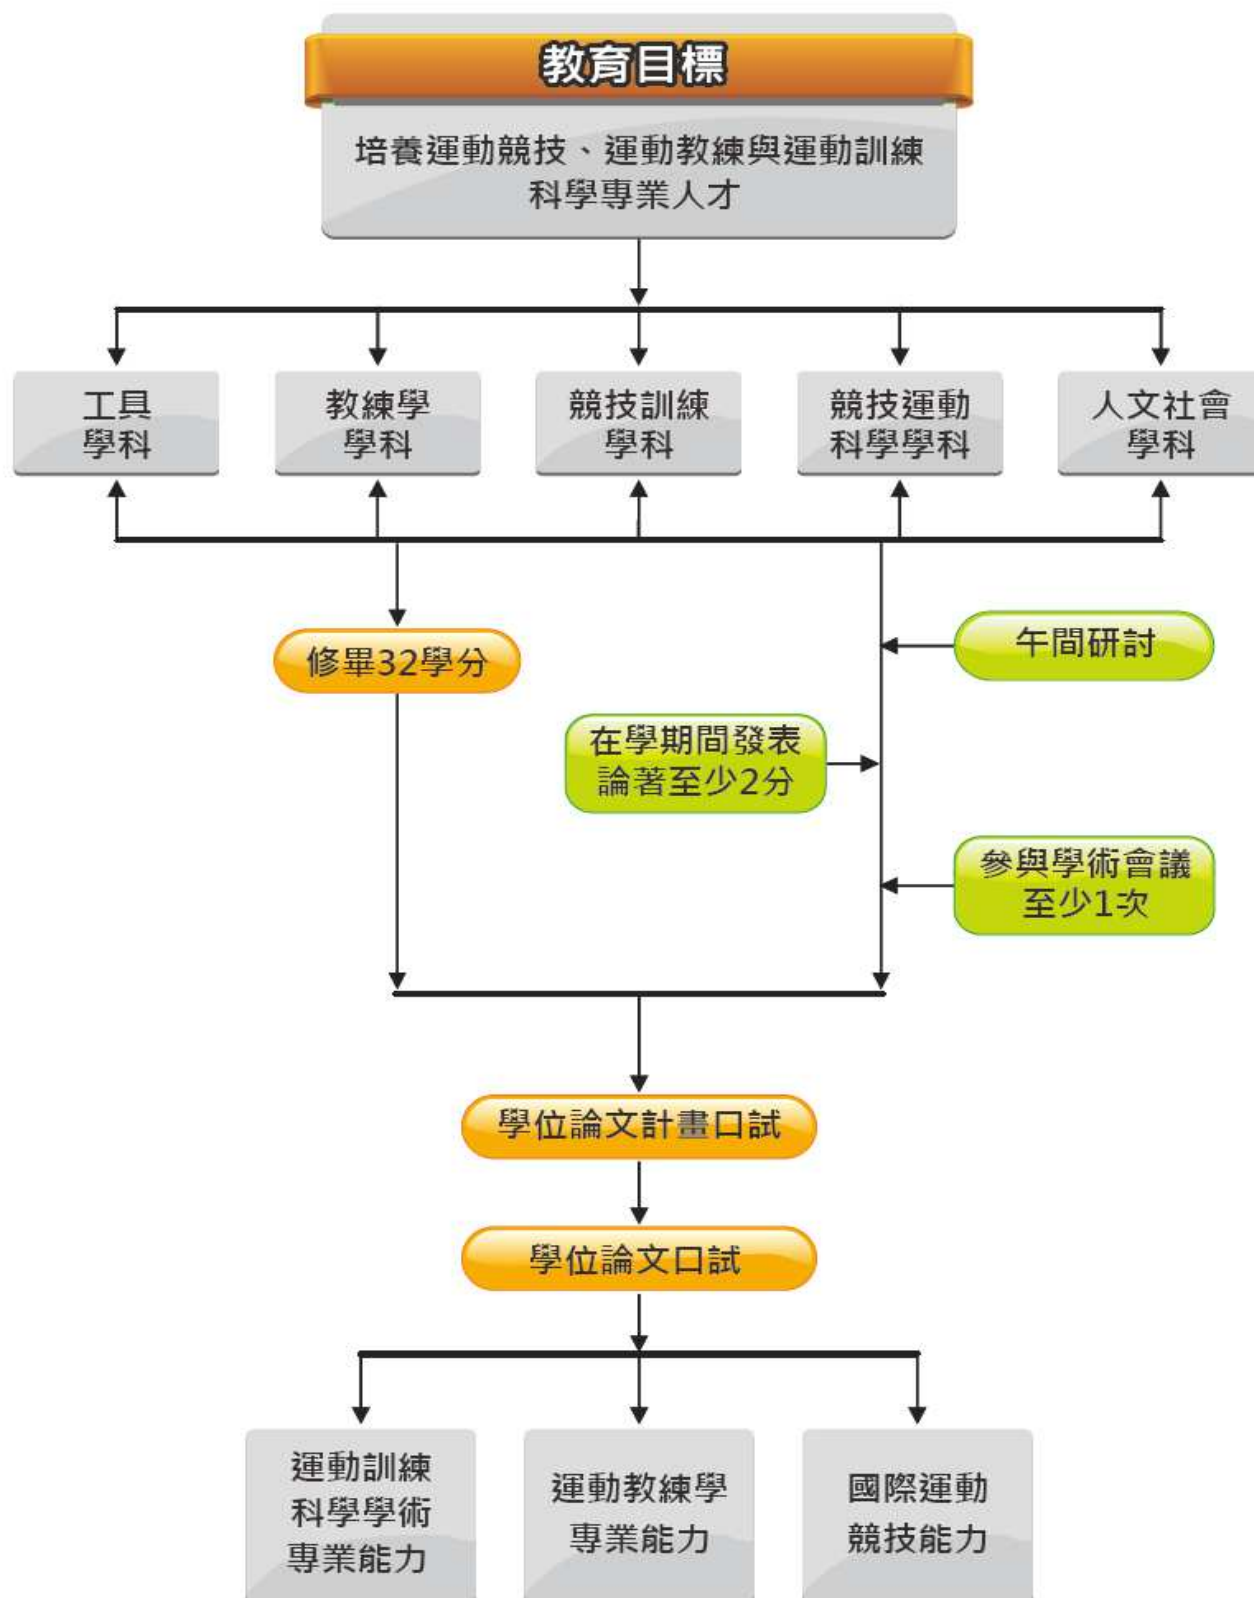 教育目標
培養運動競技、運動教練與運動訓練
科學專業人才
工具
學科
教練學
學科
競技訓練
學科
競技運動
科學學科
人文社會
學科
修畢32學分
午間研討
在學期間發表
論著至少2分
參與學術會議
至少1次
學位論文計畫口試
學位論文口試
運動訓練
科學學術
專業能力
運動教練學
專業能力
國際運動
競技能力